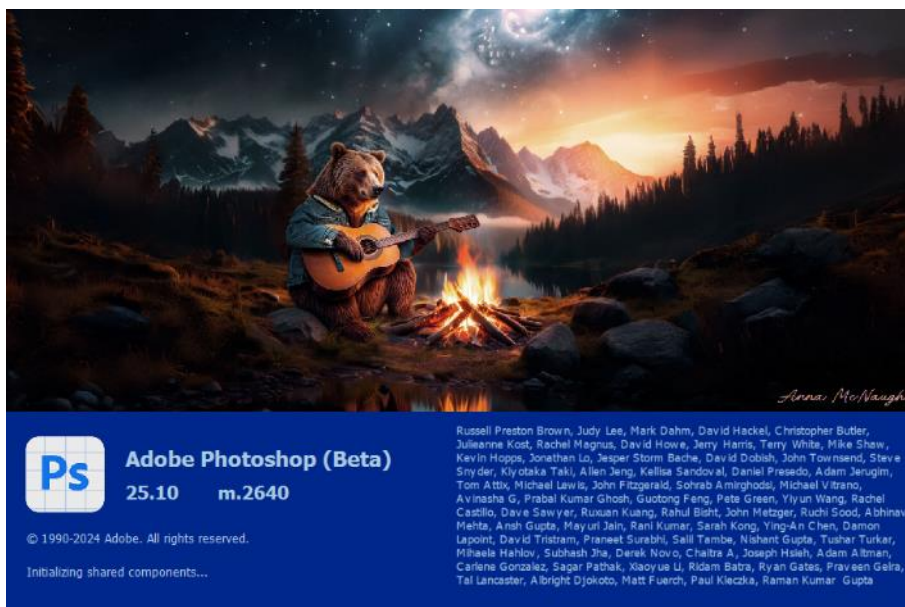 Anna McNaugh
Ps
Adobe Photoshop (Beta)
25.10 m.2640
© 1990-2024 Adobe. All rights reserved.
Initializing shared components...
Russell Preston Brown, Judy Lee, Mark Dahm, David Hackel, Christopher Butler,
Julieanne Kost, Rachel Magnus, David Howe, Jerry Harris, Terry White, Mike Shaw,
Kevin Hopps, Jonathan Lo, Jesper Storm Bache, David Dobish, John Townsend, Steve
Snyder, Kiyotaka Taki, Allen Jeng, Kellisa Sandoval, Daniel Presedo, Adam Jerugim,
Tom Attix, Michael Lewis, John Fitzgerald, Sohrab Amirghodsi, Michael Vitrano,
Avinasha G, Prabal Kumar Ghosh, Guotong Feng, Pete Green, Yiyun Wang, Rachel
Castillo, Dave Sawyer, Ruxuan Kuang, Rahul Bisht, John Metzger, Ruchi Sood, Abhinav
Mehta, Ansh Gupta, Mayuri Jain, Rani Kumar, Sarah Kong, Ying-An Chen, Damon
Lapoint, David Tristram, Praneet Surabhi, Salil Tambe, Nishant Gupta, Tushar Turkar,
Mihaela Hahlov, Subhash Jha, Derek Novo, Chaitra A, Joseph Hsieh, Adam Altman,
Carlene Gonzalez, Sagar Pathak, Xiaoyue Li, Ridam Batra, Ryan Gates, Praveen Gelra,
Tal Lancaster, Albright Djokoto, Matt Fuerch, Paul Kleczka, Raman Kumar Gupta